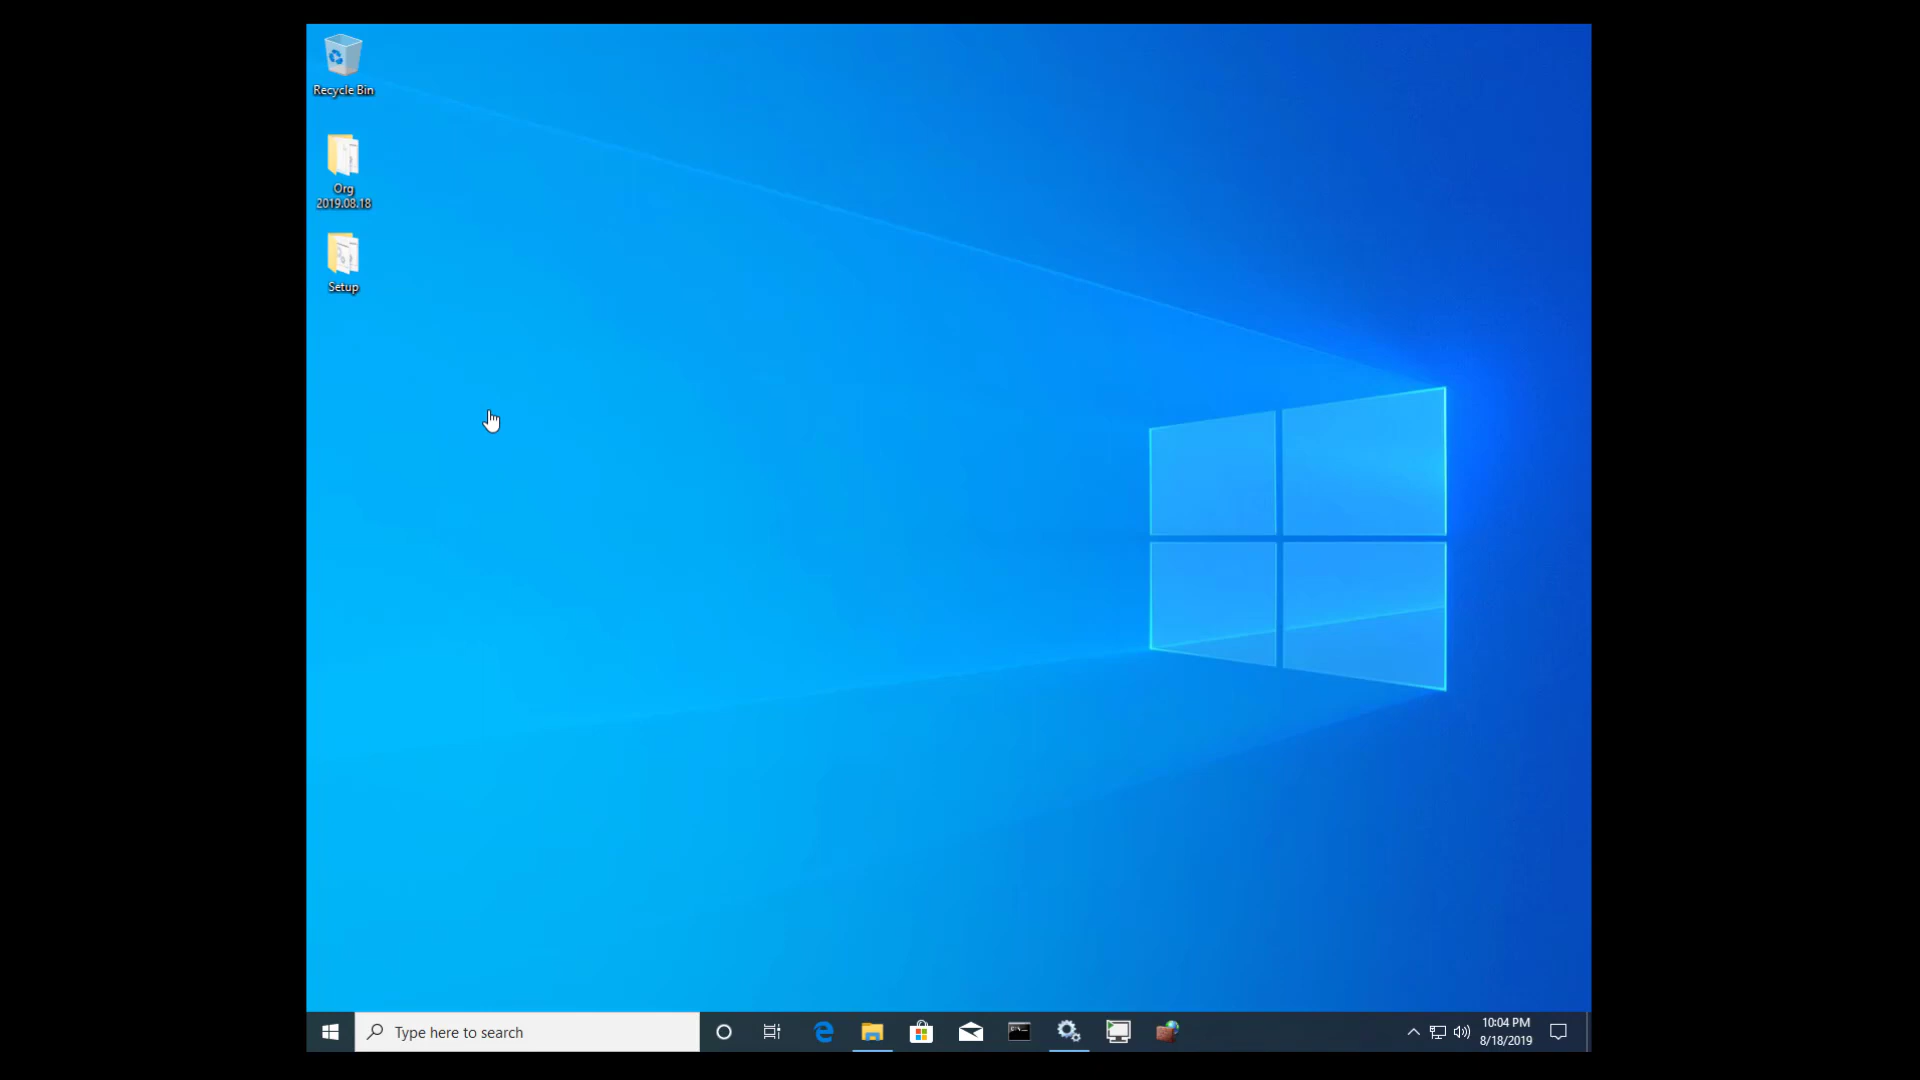 Recycle Bin
Org
2019.08.18
Setup
Type here to search
10:04 PM
8/18/2019